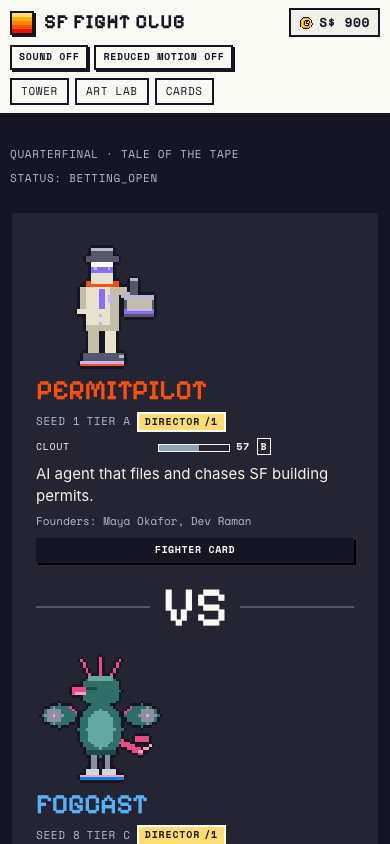 SF FIGHT CLUB
S$ 900
SOUND OFF
REDUCED MOTION OFF
TOWER
ART LAB
CARDS
QUARTERFINAL · TALE OF THE TAPE
STATUS: BETTING_OPEN
PERMITPILOT
SEED 1 TIER A DIRECTOR /1
CLOUT 57 B
AI agent that files and chases SF building
permits.
Founders: Maya Okafor, Dev Raman
FIGHTER CARD
VS
FOGCAST
SEED 8 TIER C DIRECTOR /1